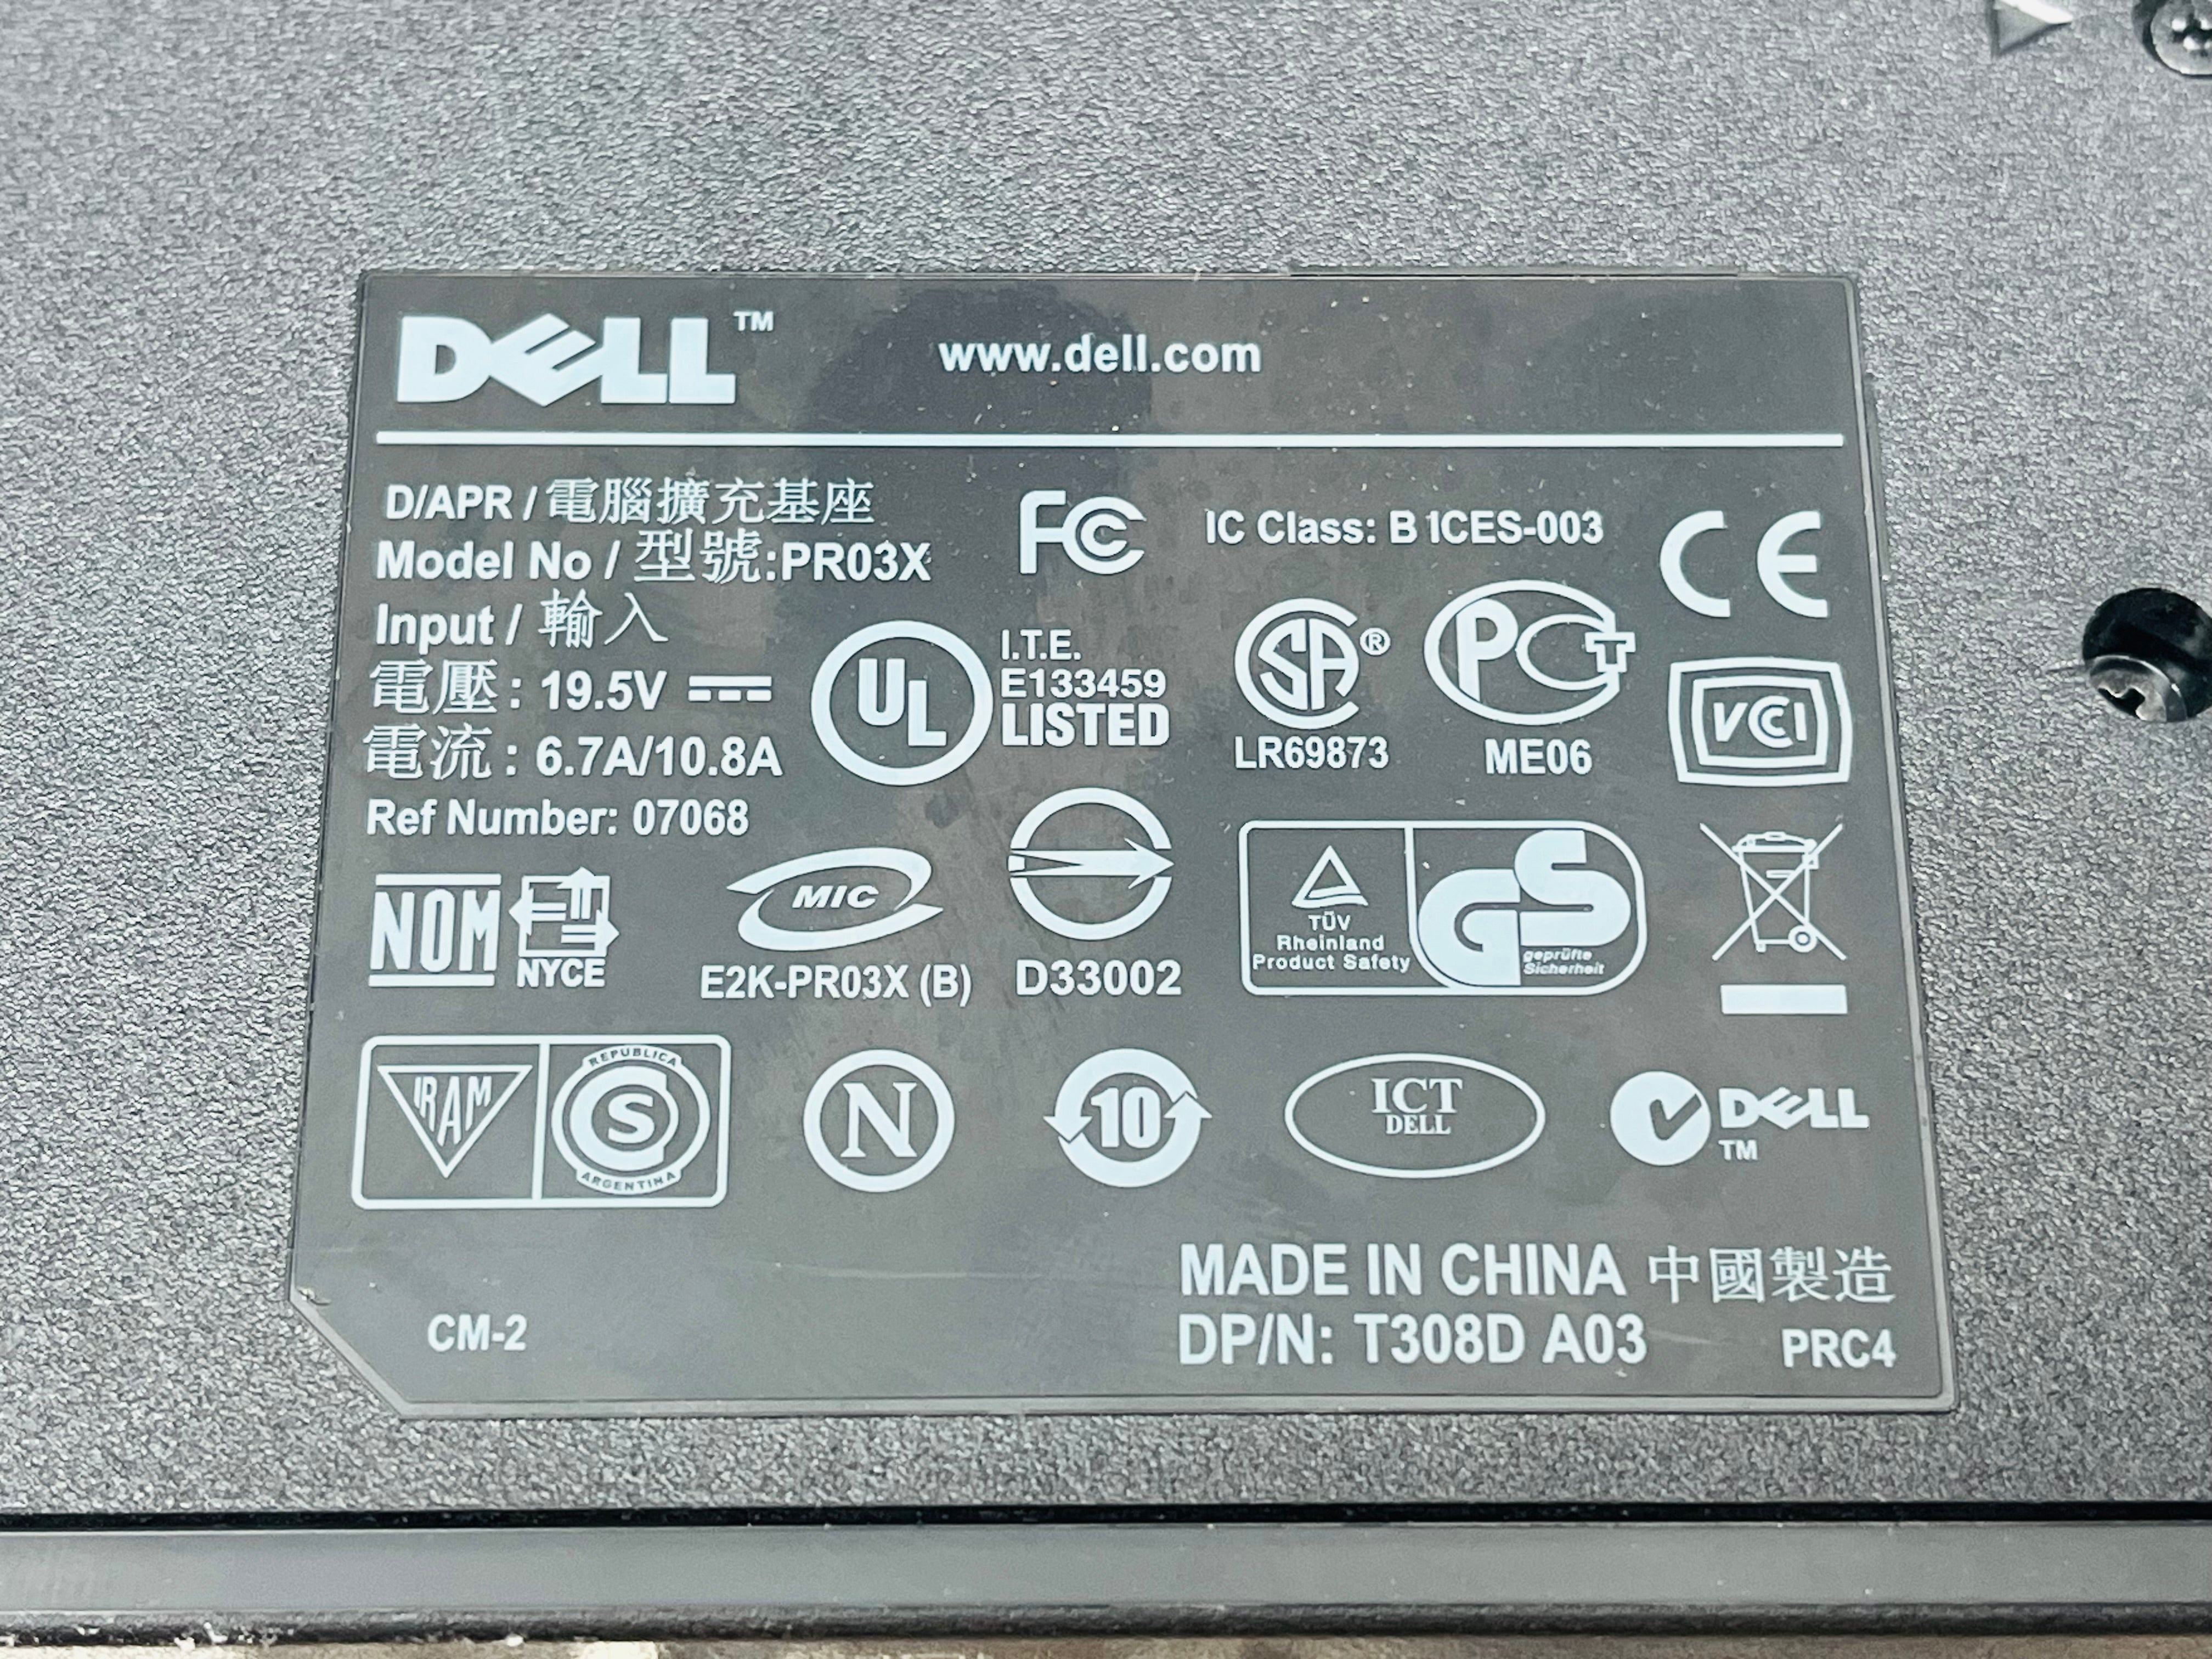 DELL™
www.dell.com
D/APR / 電腦擴充基座
Model No / 型號:PR03X
Input / 輸入
電壓 : 19.5V
電流 : 6.7A/10.8A
Ref Number: 07068
FC
IC Class: B ICES-003
CE
UL
I.T.E.
E133459
LISTED
SA®
LR69873
PCT
ME06
VCCI
NOM
NYCE
MIC
E2K-PR03X (B)
D33002
TÜV
Rheinland
Product Safety
GS
geprüfte
Sicherheit
IRAM
REPUBLICA
S
ARGENTINA
N
10
ICT
DELL
DELL
TM
MADE IN CHINA 中國製造
CM-2
DP/N: T308D A03
PRC4